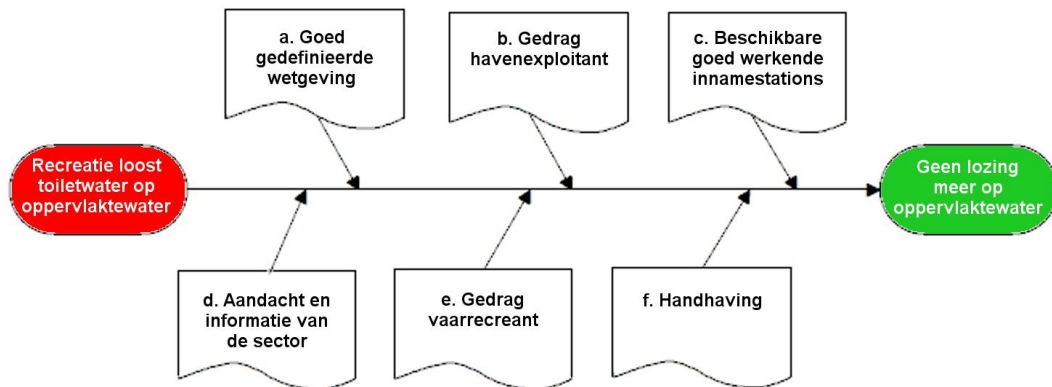 a. Goed
gedefinieerde
wetgeving
b. Gedrag
havenexploitant
c. Beschikbare
goed werkende
innamestations
Recreatie loost
toiletwater op
oppervlaktewater
Geen lozing
meer op
oppervlaktewater
d. Aandacht en
informatie van
de sector
e. Gedrag
vaarrecreant
f. Handhaving